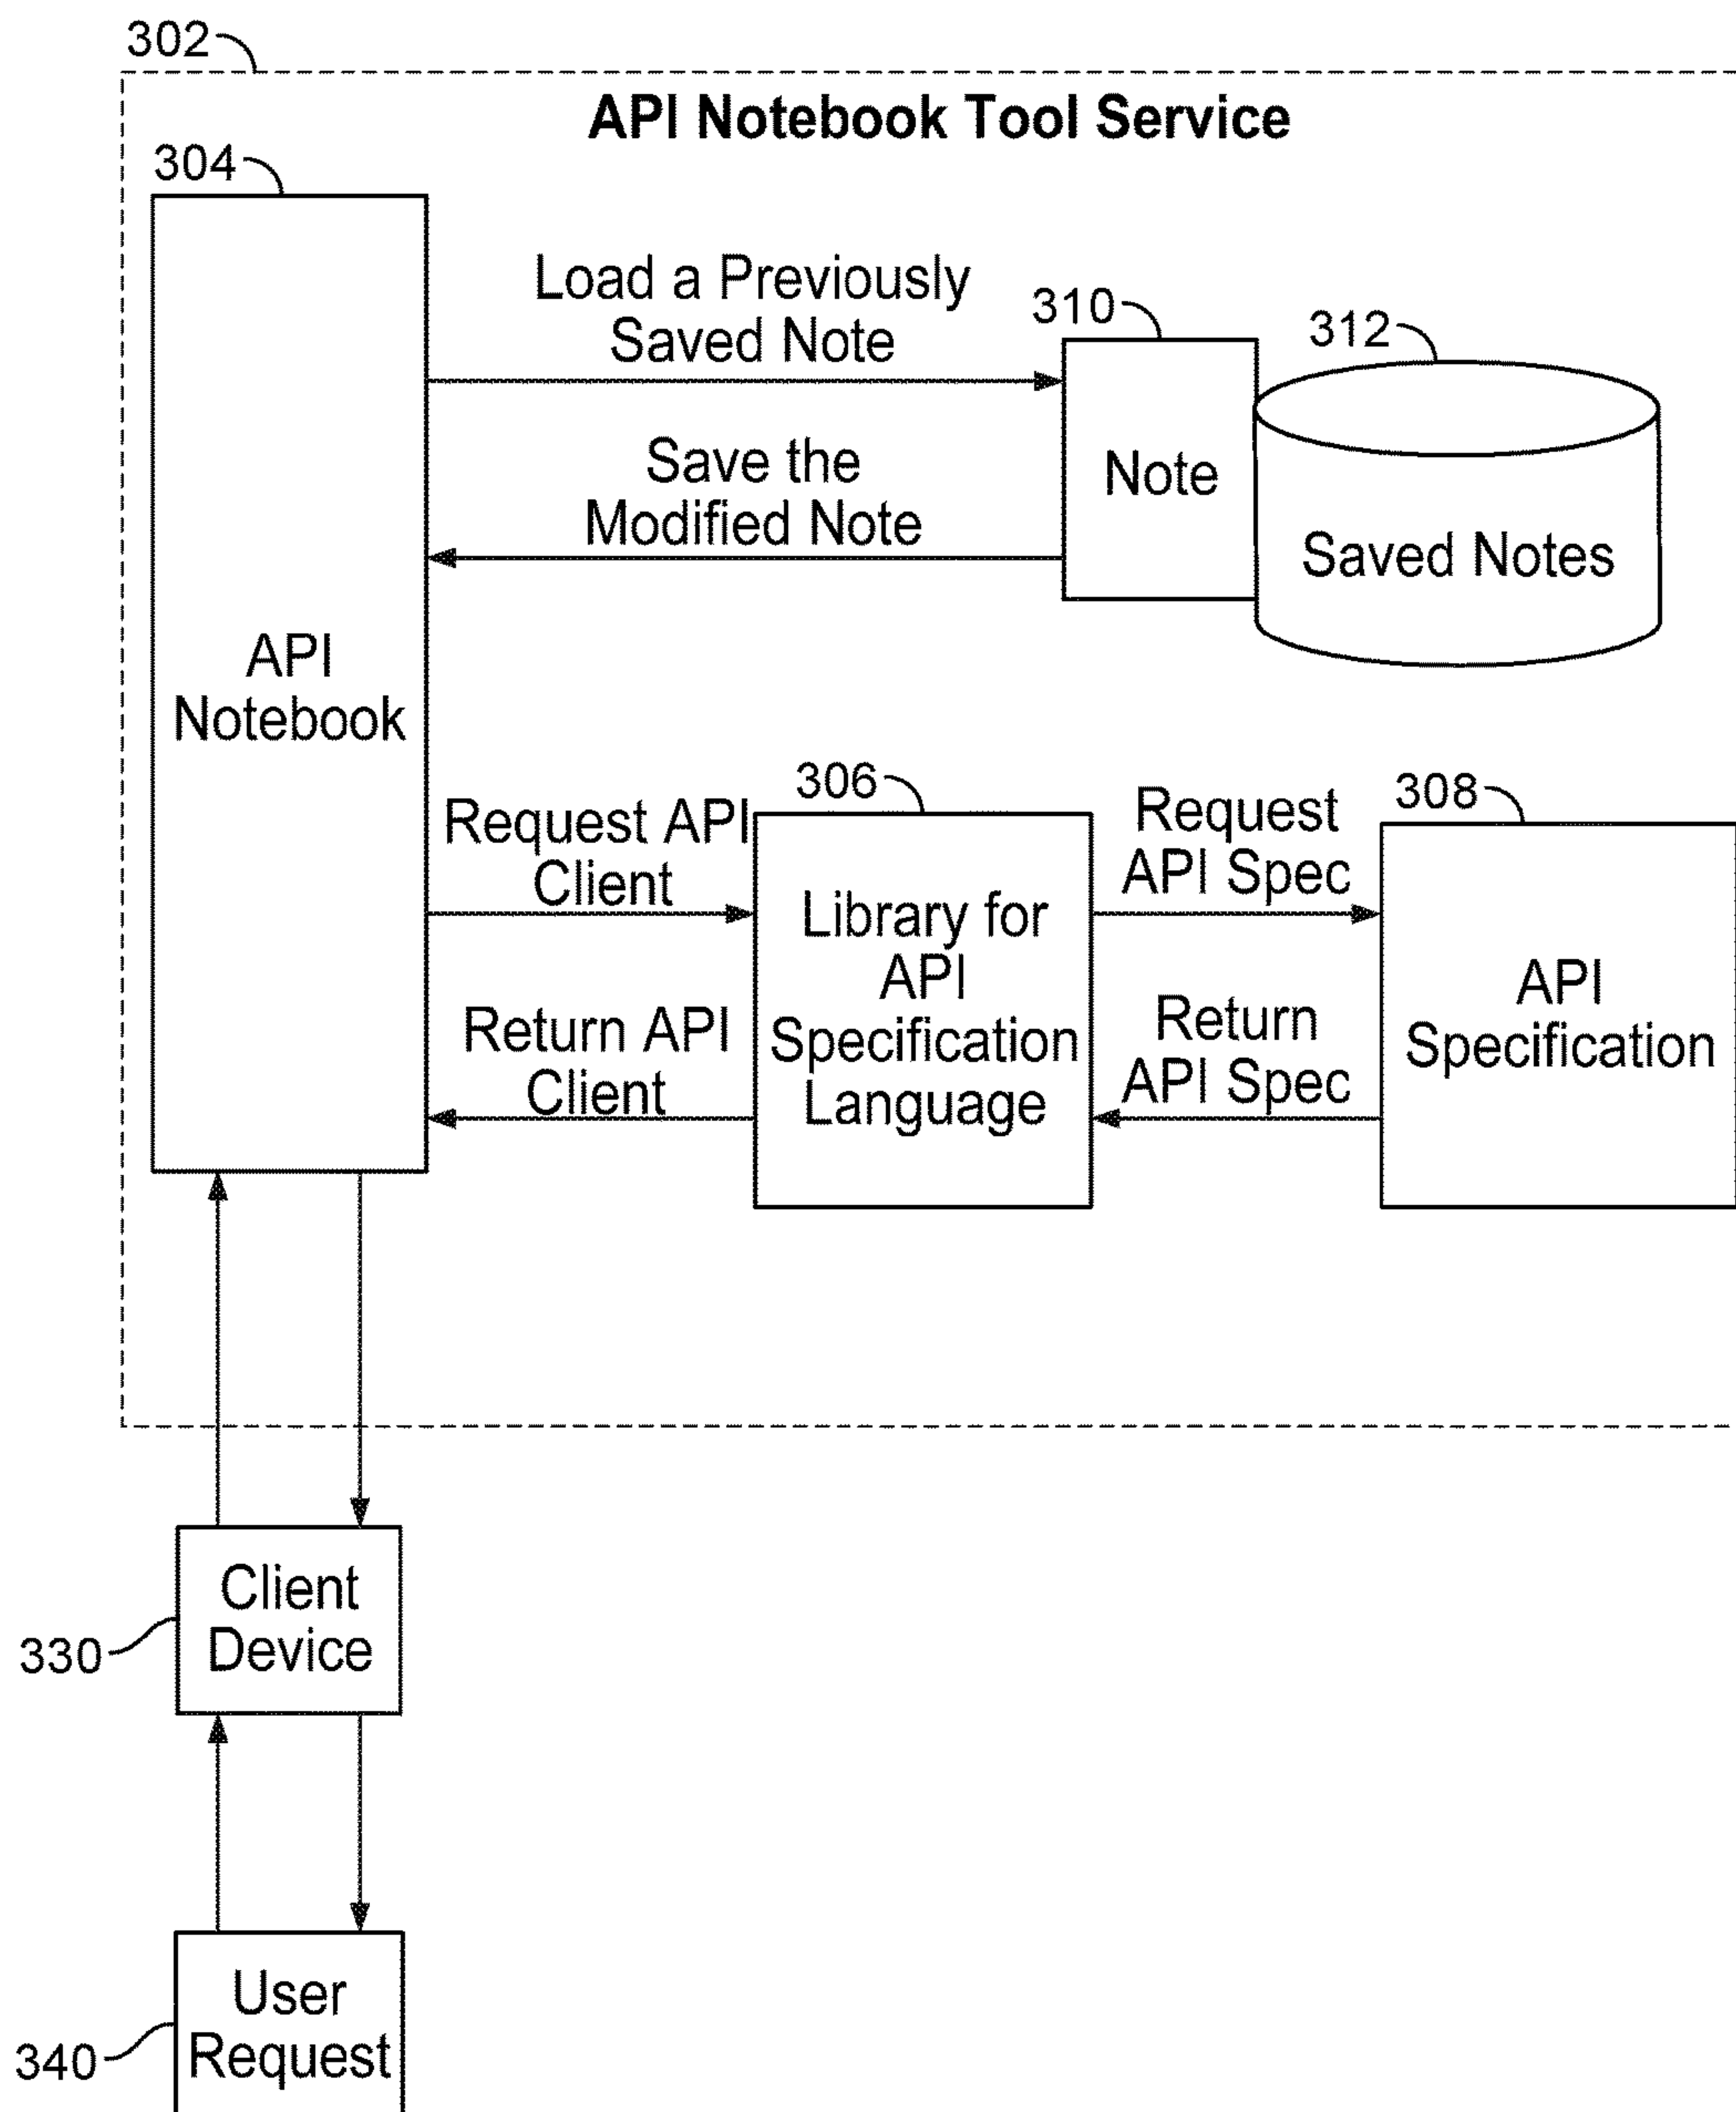 302
API Notebook Tool Service
304
Load a Previously
Saved Note
310
312
Save the
Modified Note
Note
Saved Notes
API
Notebook
306
308
Request API
Client
Request
API Spec
Library for
API
Specification
Language
API
Specification
Return API
Client
Return
API Spec
Client
Device
330
User
Request
340